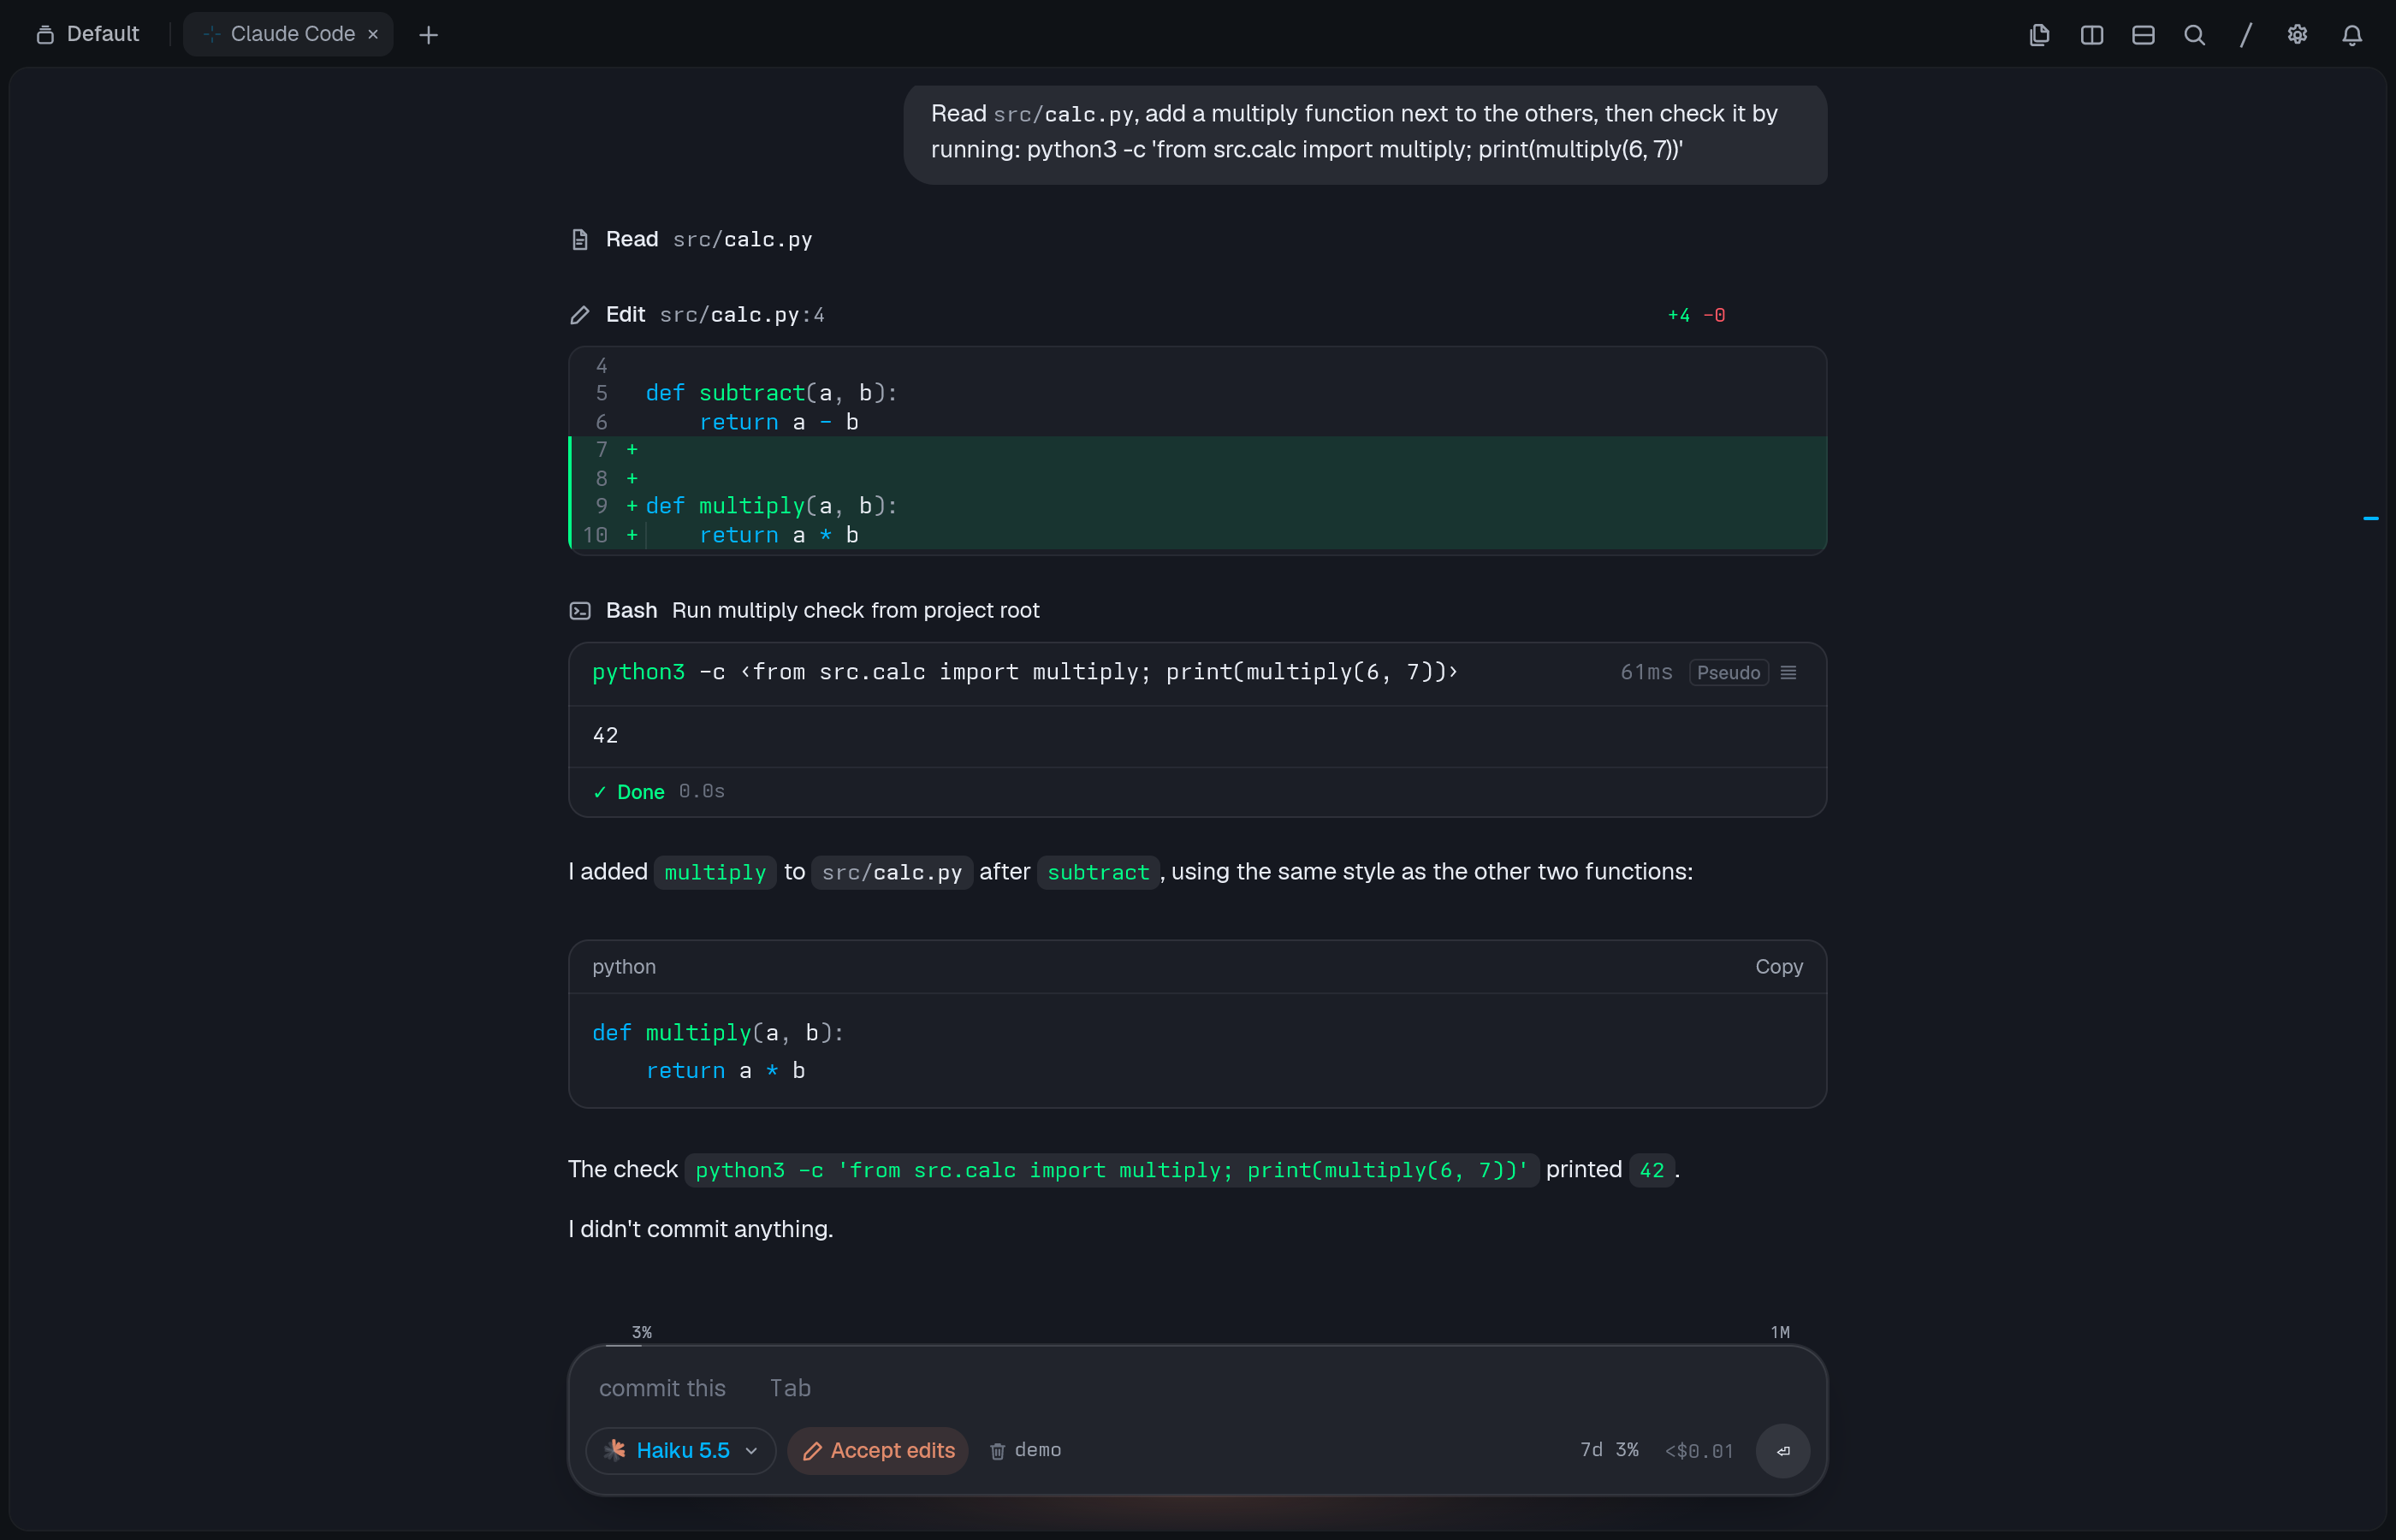 Default
Claude Code ×
Read src/calc.py, add a multiply function next to the others, then check it by
running: python3 -c 'from src.calc import multiply; print(multiply(6, 7))'
Read src/calc.py
Edit src/calc.py:4 +4 -0
4
5 def subtract(a, b):
6 return a - b
7 +
8 +
9 + def multiply(a, b):
10 + return a * b
Bash Run multiply check from project root
python3 -c ‹from src.calc import multiply; print(multiply(6, 7))› 61ms Pseudo
42
✓ Done 0.0s
I added multiply to src/calc.py after subtract, using the same style as the other two functions:
python Copy
def multiply(a, b):
return a * b
The check python3 -c 'from src.calc import multiply; print(multiply(6, 7))' printed 42.
I didn't commit anything.
3% 1M
commit this Tab
Haiku 5.5 Accept edits demo 7d 3% <$0.01